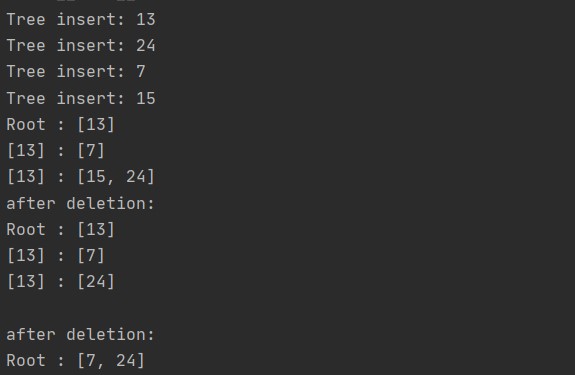 Tree insert: 13
Tree insert: 24
Tree insert: 7
Tree insert: 15
Root : [13]
[13] : [7]
[13] : [15, 24]
after deletion:
Root : [13]
[13] : [7]
[13] : [24]
after deletion:
Root : [7, 24]